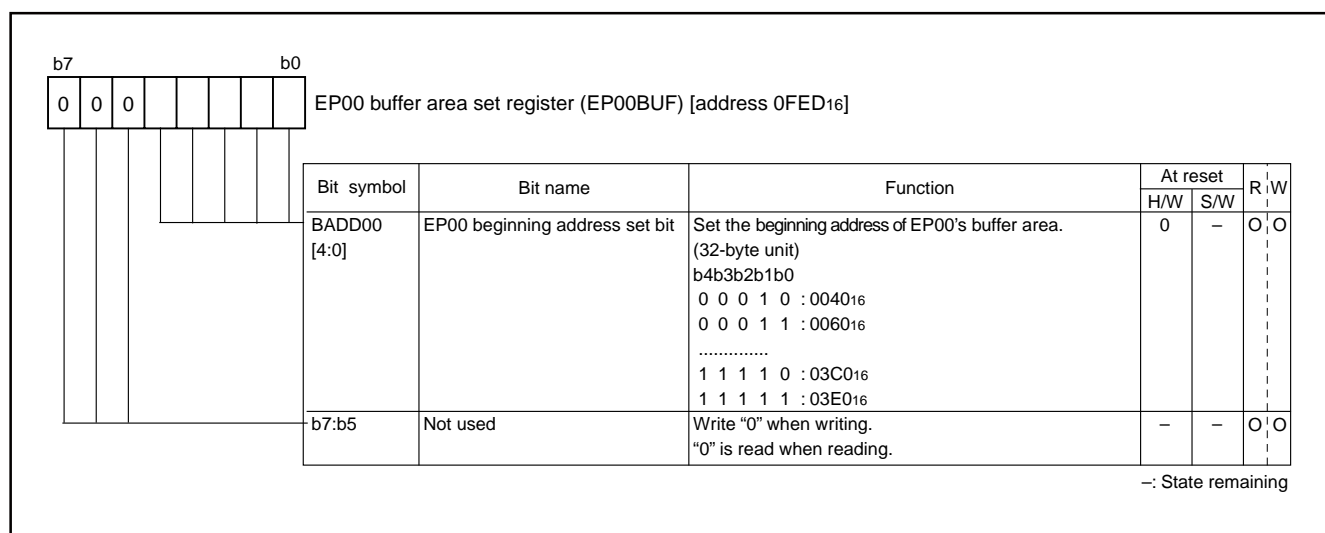 b7 b0
0 0 0
EP00 buffer area set register (EP00BUF) [address 0FED16]
Bit symbol Bit name Function At reset R W
H/W S/W
BADD00 EP00 beginning address set bit Set the beginning address of EP00's buffer area. 0 – O O
[4:0] (32-byte unit)
b4b3b2b1b0
0 0 0 1 0 : 004016
0 0 0 1 1 : 006016
..............
1 1 1 1 0 : 03C016
1 1 1 1 1 : 03E016
b7:b5 Not used Write “0” when writing. – – O O
“0” is read when reading.
–: State remaining